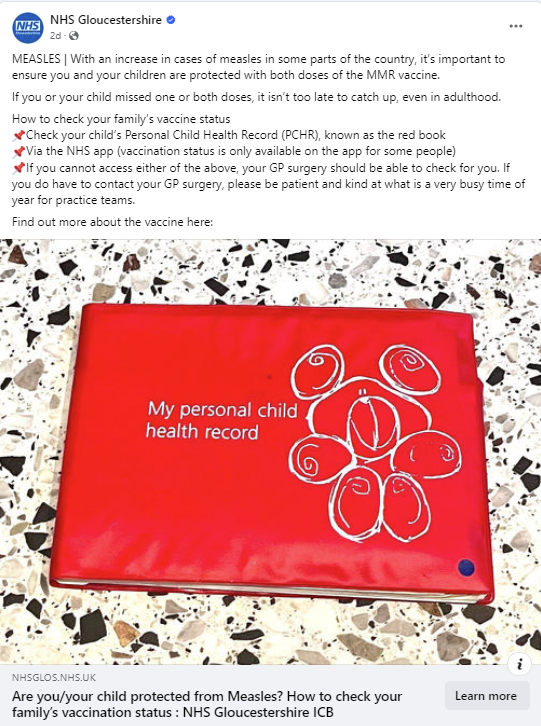 NHS Gloucestershire
NHS
Gloucestershire
2d ·
MEASLES | With an increase in cases of measles in some parts of the country, it's important to
ensure you and your children are protected with both doses of the MMR vaccine.
If you or your child missed one or both doses, it isn't too late to catch up, even in adulthood.
How to check your family's vaccine status
📌Check your child's Personal Child Health Record (PCHR), known as the red book
📌Via the NHS app (vaccination status is only available on the app for some people)
📌If you cannot access either of the above, your GP surgery should be able to check for you. If
you do have to contact your GP surgery, please be patient and kind at what is a very busy time of
year for practice teams.
Find out more about the vaccine here:
My personal child
health record
NHSGLOS.NHS.UK
Are you/your child protected from Measles? How to check your
family's vaccination status : NHS Gloucestershire ICB
Learn more